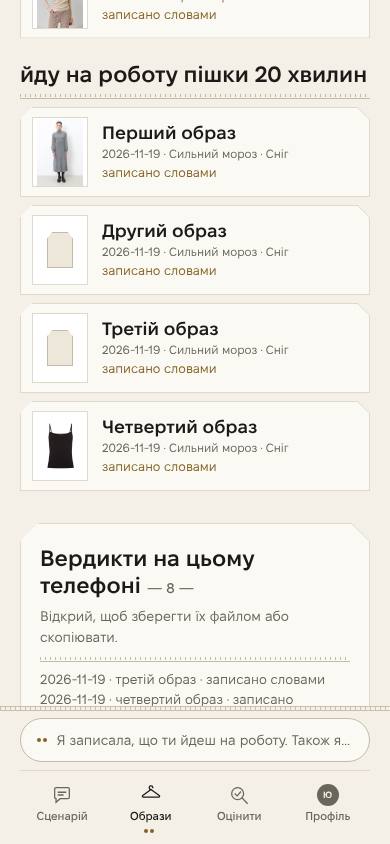 записано словами
йду на роботу пішки 20 хвилин
Перший образ
2026-11-19 · Сильний мороз · Сніг
записано словами
Другий образ
2026-11-19 · Сильний мороз · Сніг
записано словами
Третій образ
2026-11-19 · Сильний мороз · Сніг
записано словами
Четвертий образ
2026-11-19 · Сильний мороз · Сніг
записано словами
Вердикти на цьому
телефоні — 8 —
Відкрий, щоб зберегти їх файлом або
скопіювати.
2026-11-19 · третій образ · записано словами
2026-11-19 · четвертий образ · записано
Я записала, що ти йдеш на роботу. Також я...
Сценарій
Образи
Оцінити
Ю
Профіль